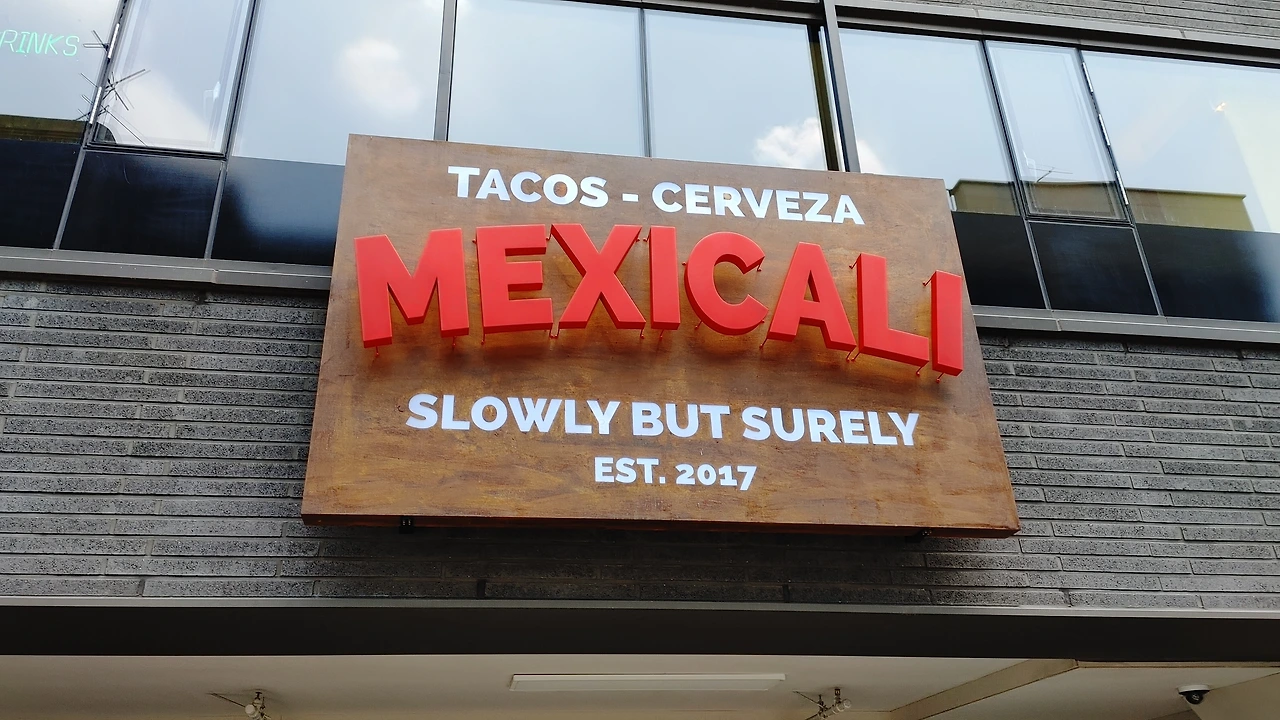 RINKS
TACOS - CERVEZA
MEXICALI
SLOWLY BUT SURELY
EST. 2017